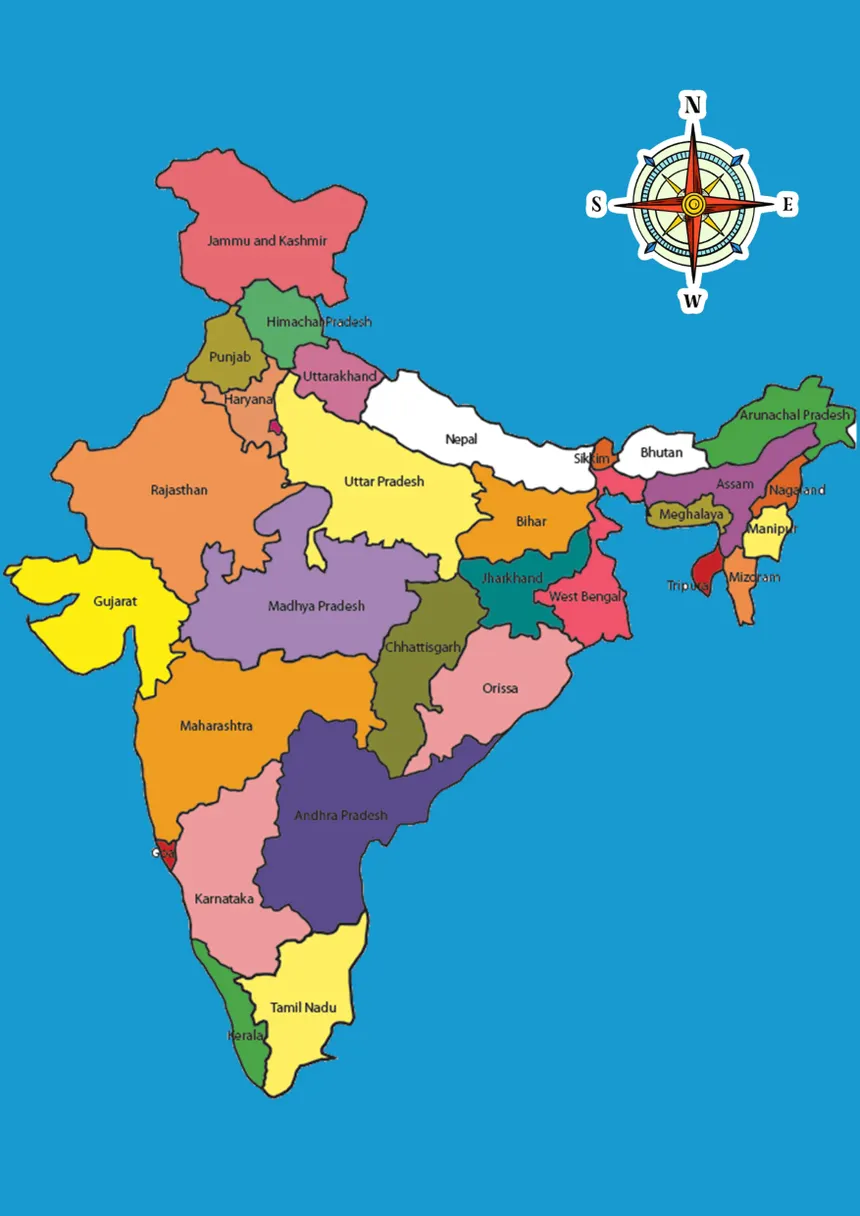 N
S
E
W
Jammu and Kashmir
Himachal Pradesh
Punjab
Uttarakhand
Haryana
Arunachal Pradesh
Nepal
Bhutan
Sikkim
Uttar Pradesh
Assam
Rajasthan
Nagaland
Meghalaya
Bihar
Manipur
Jharkhand
Mizoram
Tripura
West Bengal
Gujarat
Madhya Pradesh
Chhattisgarh
Orissa
Maharashtra
Andhra Pradesh
Goa
Karnataka
Tamil Nadu
Kerala